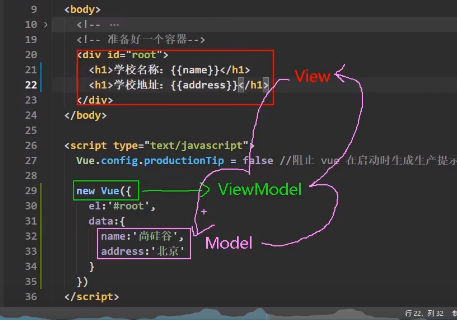 9 <body>
10 <!-- ⋯
19 <!-- 准备好一个容器-->
20 <div id="root">
21 <h1>学校名称：{{name}}</h1>
22 <h1>学校地址：{{address}}</h1>
23 </div>
24 </body>
25
26 <script type="text/javascript">
27 Vue.config.productionTip = false //阻止 vue 在启动时生成生产提示
28
29 new Vue({
30 el:'#root',
31 data:{
32 name:'尚硅谷',
33 address:'北京'
34 }
35 })
36 </script>
View
ViewModel
Model
行 22, 列 32